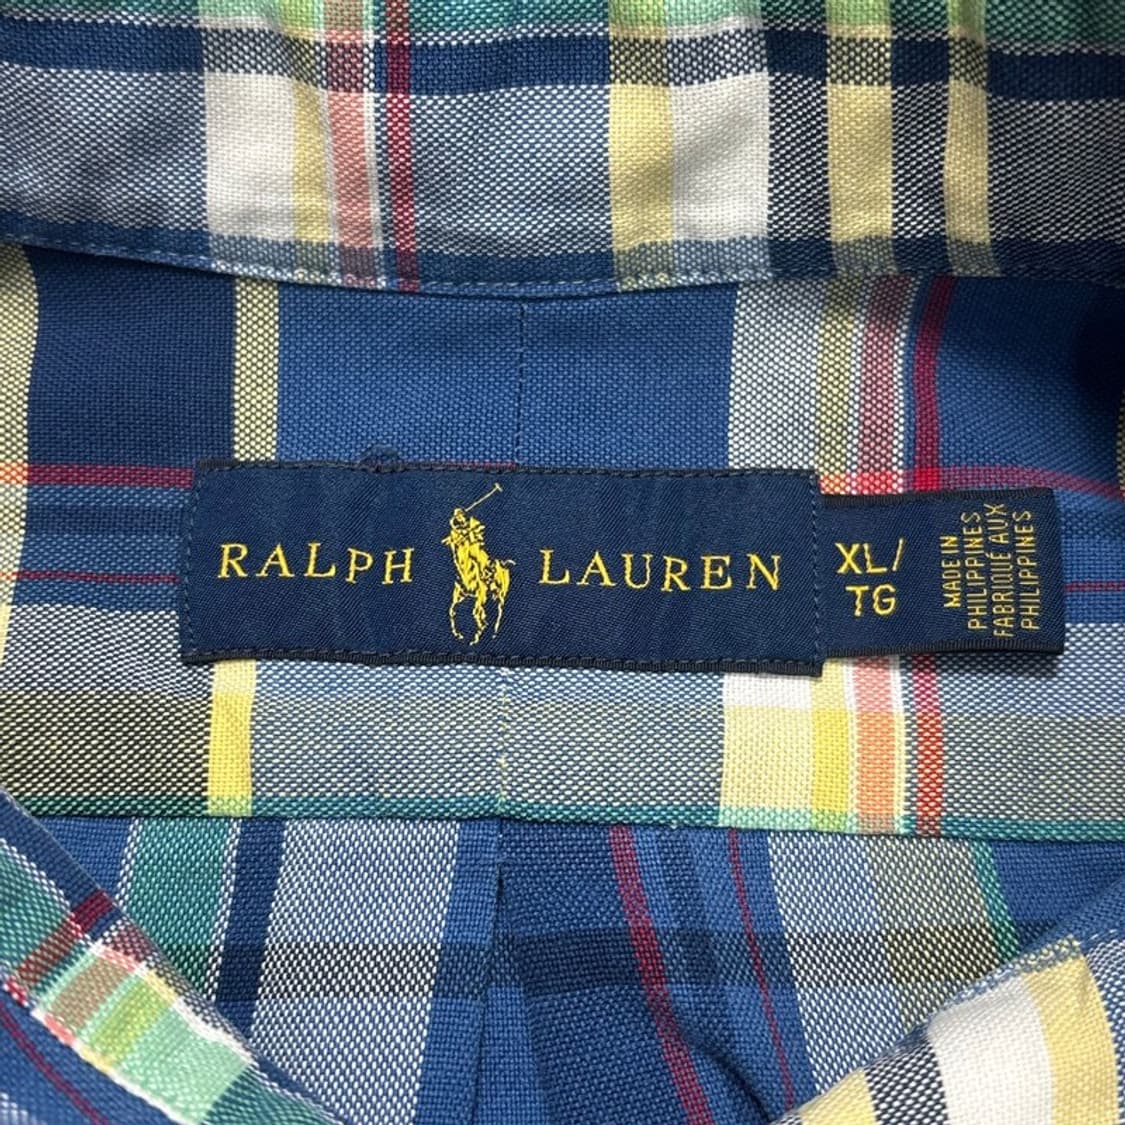 RALPH LAUREN
XL/
TG
MADE IN
PHILIPPINES
FABRIQUÉ AUX
PHILIPPINES